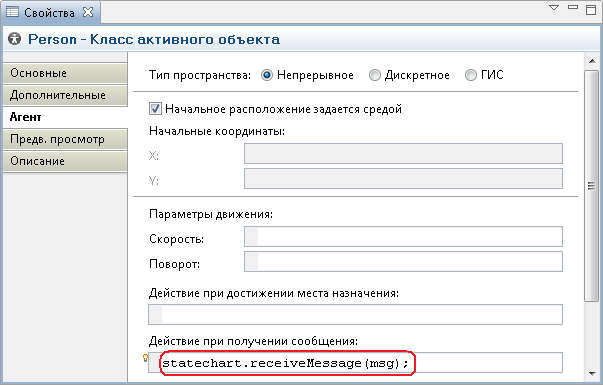 Свойства
Person - Класс активного объекта
Основные
Дополнительные
Агент
Предв. просмотр
Описание
Тип пространства: Непрерывное Дискретное ГИС
Начальное расположение задается средой
Начальные координаты:
X:
Y:
Параметры движения:
Скорость:
Поворот:
Действие при достижении места назначения:
Действие при получении сообщения:
statechart.receiveMessage(msg);